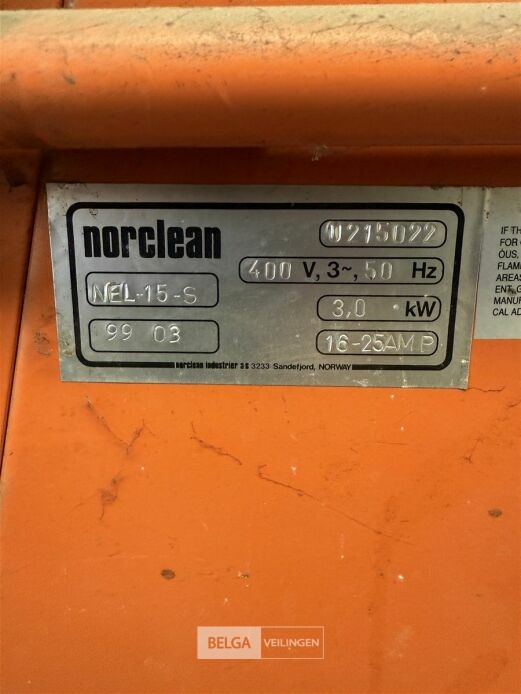 norclean
W215022
400 V, 3~, 50 Hz
NEL-15-S
3,0 kW
99 03
16-25AMP
norclean industrier as 3233 Sandefjord, NORWAY
IF TH
FOR
OUS,
FLAM
AREAS
ENT, G
MANUF
CAL AD
BELGA VEILINGEN